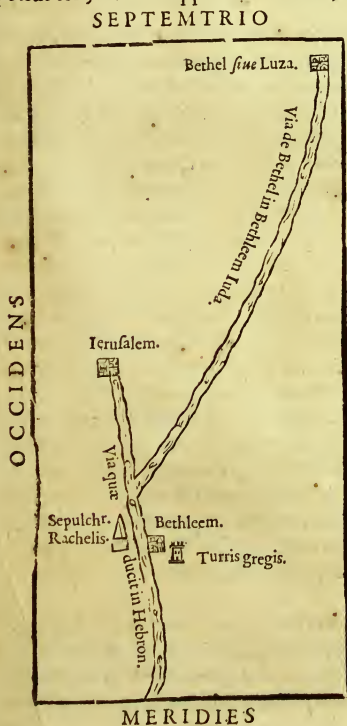 SEPTEMTRIO
Bethel ſiue Luza.
Via de Bethel in Bethleem Iuda.
OCCIDENS
Ieruſalem.
Via quæ
ducit in Hebron.
Sepulchr.
Rachelis.
Bethleem.
Turris gregis.
MERIDIES